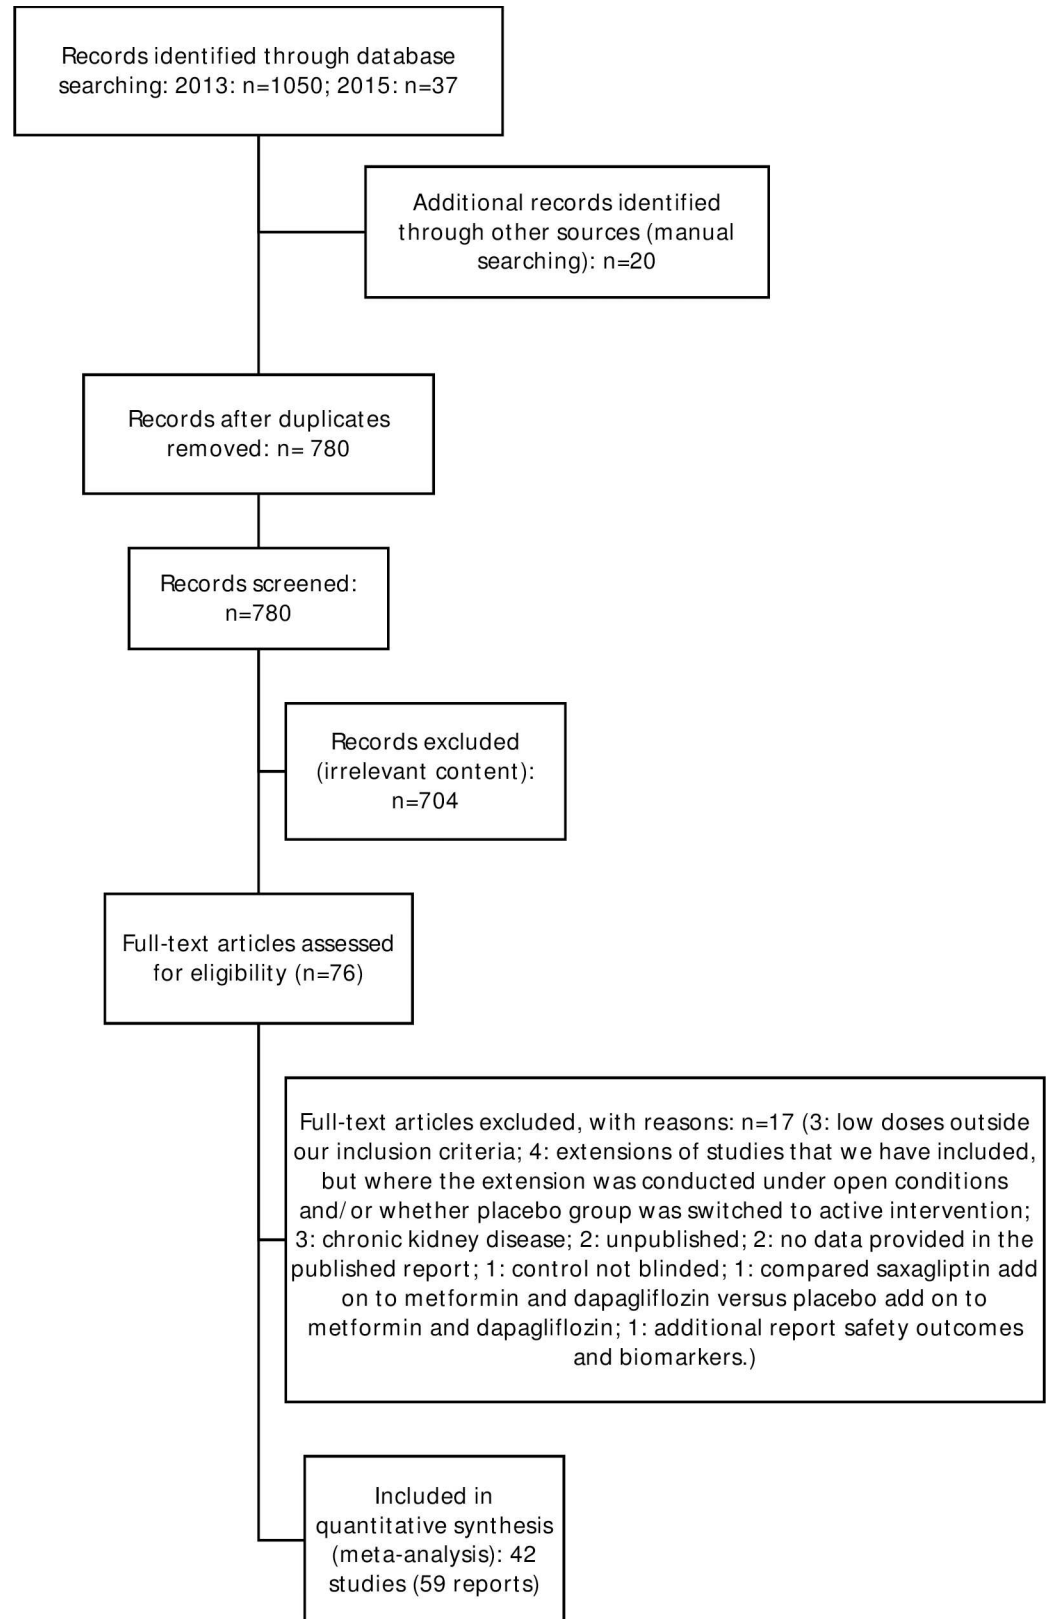 Records identified through database
searching: 2013: n=1050; 2015: n=37
Additional records identified
through other sources (manual
searching): n=20
Records after duplicates
removed: n= 780
Records screened:
n=780
Records excluded
(irrelevant content):
n=704
Full-text articles assessed
for eligibility (n=76)
Full-text articles excluded, with reasons: n=17 (3: low doses outside
our inclusion criteria; 4: extensions of studies that we have included,
but where the extension was conducted under open conditions
and/or whether placebo group was switched to active intervention;
3: chronic kidney disease; 2: unpublished; 2: no data provided in the
published report; 1: control not blinded; 1: compared saxagliptin add
on to metformin and dapagliflozin versus placebo add on to
metformin and dapagliflozin; 1: additional report safety outcomes
and biomarkers.)
Included in
quantitative synthesis
(meta-analysis): 42
studies (59 reports)